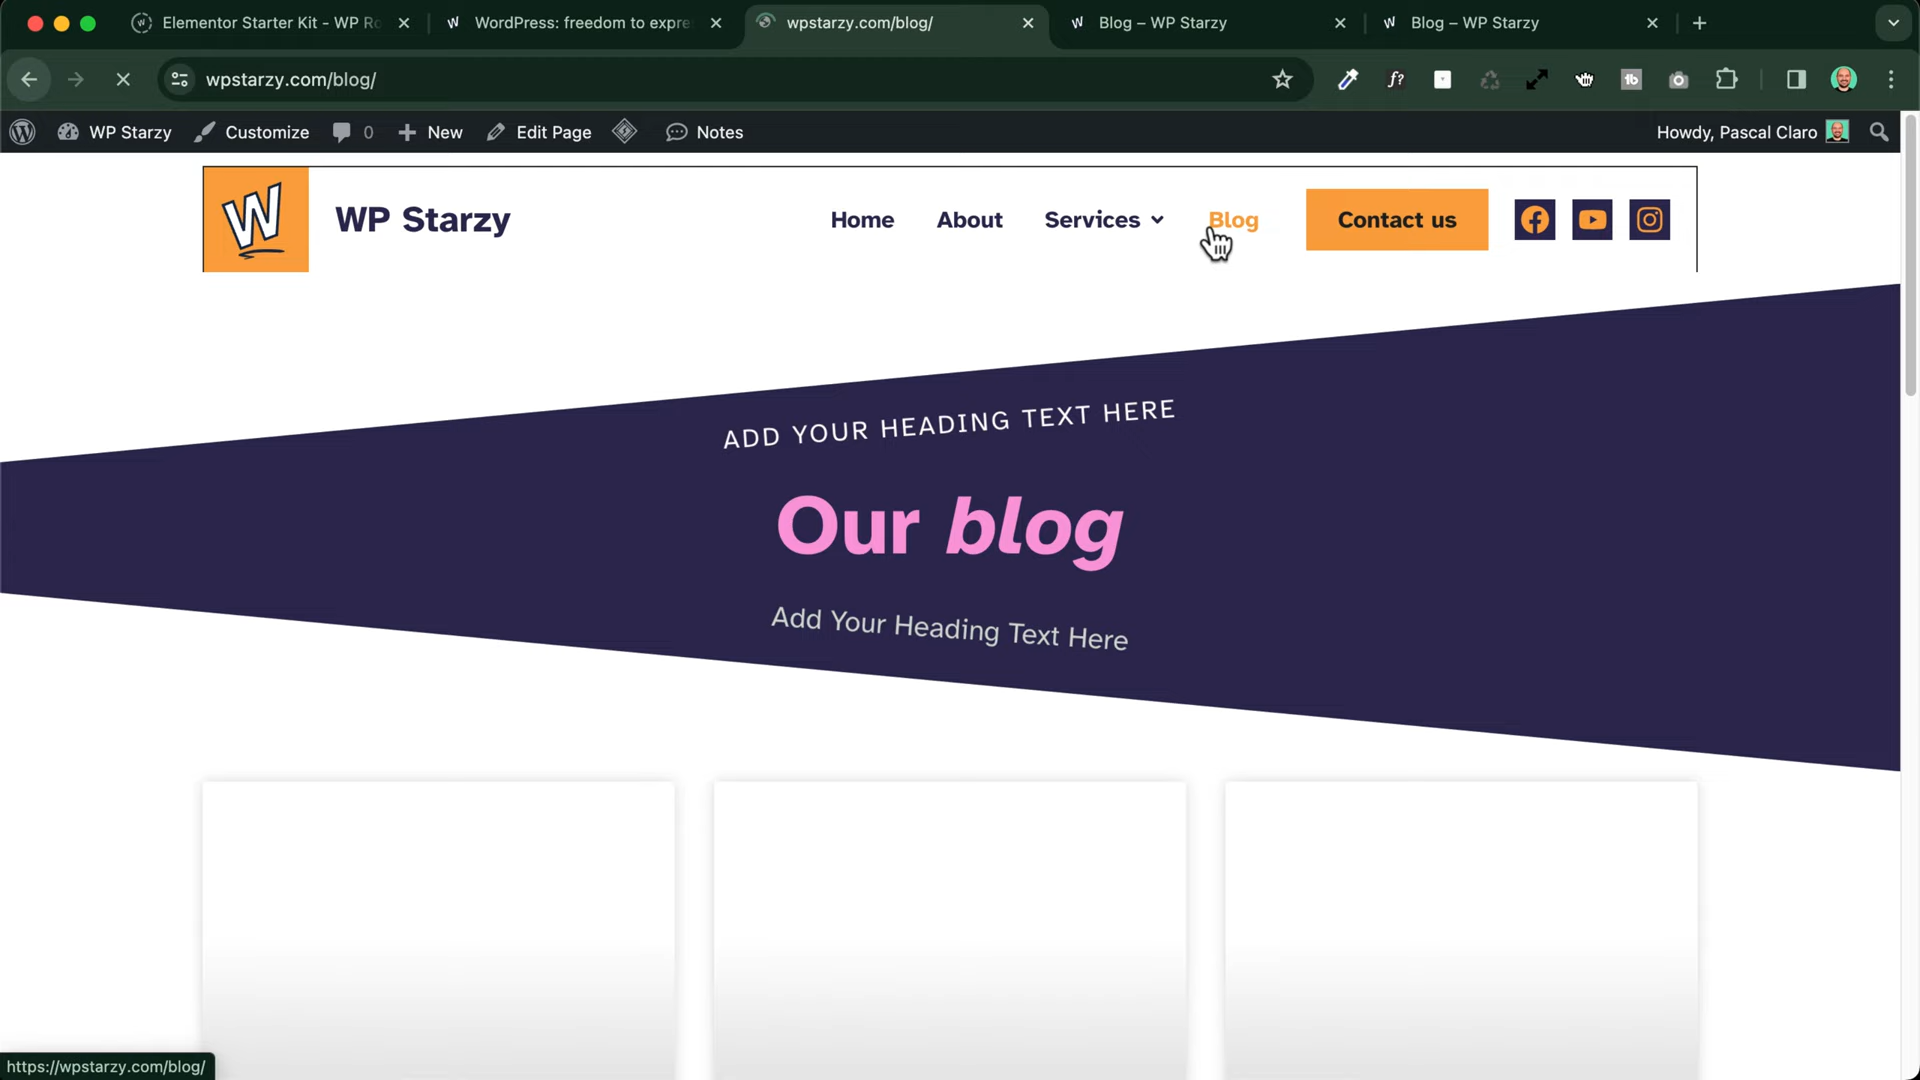 Elementor Starter Kit - WP Ro
WordPress: freedom to expre
wpstarzy.com/blog/
Blog – WP Starzy
Blog – WP Starzy
wpstarzy.com/blog/
f?
tb
WP Starzy
Customize
0
New
Edit Page
Notes
Howdy, Pascal Claro
W
WP Starzy
Home
About
Services
Blog
Contact us
ADD YOUR HEADING TEXT HERE
Our blog
Add Your Heading Text Here
https://wpstarzy.com/blog/